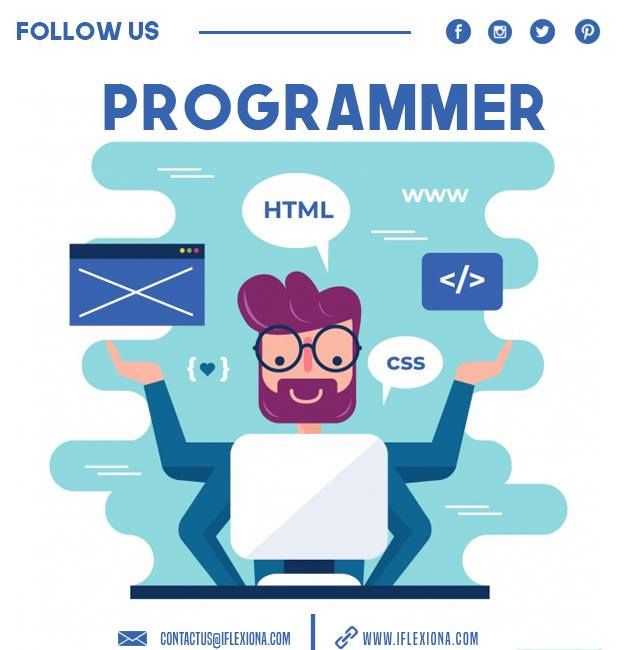 FOLLOW US
PROGRAMMER
HTML
WWW
</>
{ } CSS
CONTACTUS@IFLEXIONA.COM
WWW.IFLEXIONA.COM